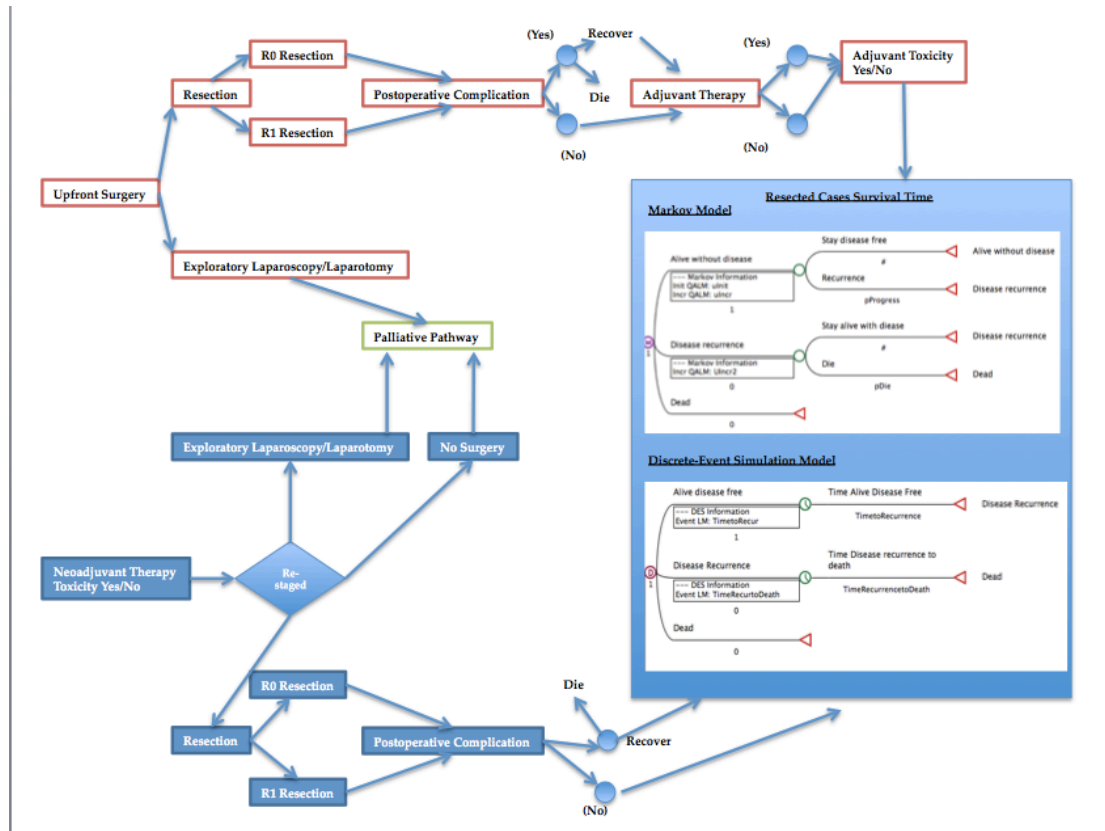 (Yes)
Recover
(Yes)
Adjuvant Toxicity
Yes/No
R0 Resection
Resection
Postoperative Complication
Die
Adjuvant Therapy
R1 Resection
(No)
(No)
Upfront Surgery
Exploratory Laparoscopy/Laparotomy
Palliative Pathway
Exploratory Laparoscopy/Laparotomy
No Surgery
Neoadjuvant Therapy
Toxicity Yes/No
Re-
staged
R0 Resection
Resection
Postoperative Complication
R1 Resection
Die
Recover
(No)
Resected Cases Survival Time
Markov Model
Stay disease free
Alive without disease
#
Alive without disease
--- Markov Information
Init QALM: uInit
Incr QALM: uIncr
1
Recurrence
Disease recurrence
pProgress
Stay alive with diease
Disease recurrence
#
M
1
Disease recurrence
--- Markov Information
Incr QALM: UIncr2
0
Die
Dead
pDie
Dead
0
Discrete-Event Simulation Model
Alive disease free
--- DES Information
Event LM: TimetoRecur
1
Time Alive Disease Free
Disease Recurrence
TimetoRecurrence
D
1
Disease Recurrence
--- DES Information
Event LM: TimeRecurtoDeath
0
Time Disease recurrence to
death
Dead
TimeRecurrencetoDeath
Dead
0